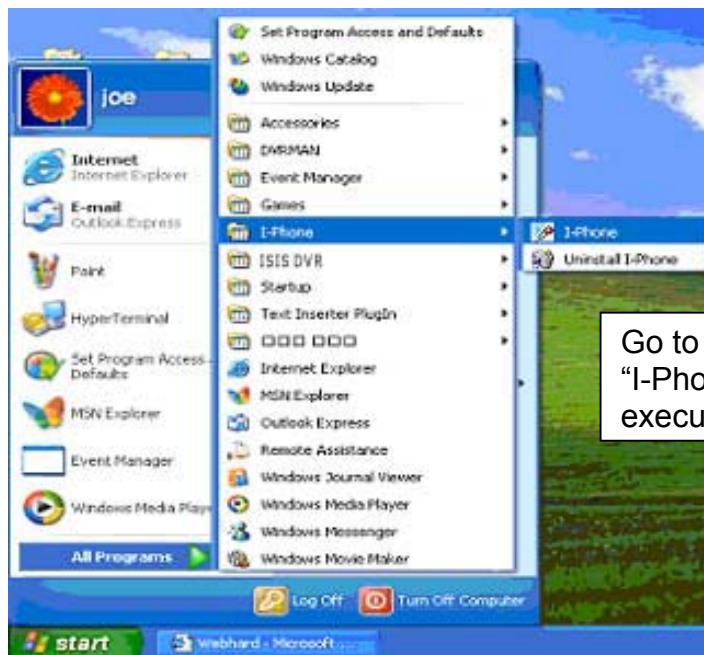 joe
Internet
Internet Explorer
E-mail
Outlook Express
Paint
HyperTerminal
Set Program Access
Defaults
MSN Explorer
Event Manager
Windows Media Play
All Programs
Set Program Access and Defaults
Windows Catalog
Windows Update
Accessories
DVRMAN
Event Manager
Games
I-Phone
ISIS DVR
Startup
Text Inserter PlugIn
□□□ □□□
Internet Explorer
MSN Explorer
Outlook Express
Remote Assistance
Windows Journal Viewer
Windows Media Player
Windows Messenger
Windows Movie Maker
I-Phone
Uninstall I-Phone
Go to
“I-Pho
execu
Log Off
Turn Off Computer
start
Webhard - Microsoft ...